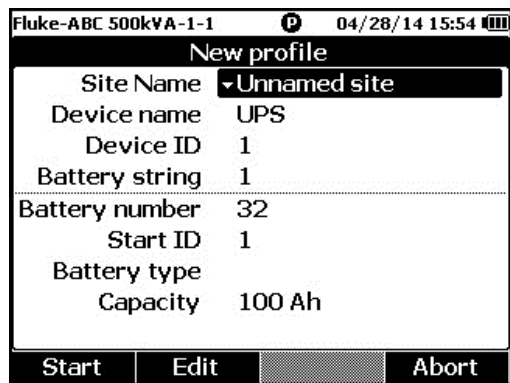 Fluke-ABC 500kVA-1-1 P 04/28/14 15:54
New profile
Site Name Unnamed site
Device name UPS
Device ID 1
Battery string 1
Battery number 32
Start ID 1
Battery type
Capacity 100 Ah
Start Edit Abort